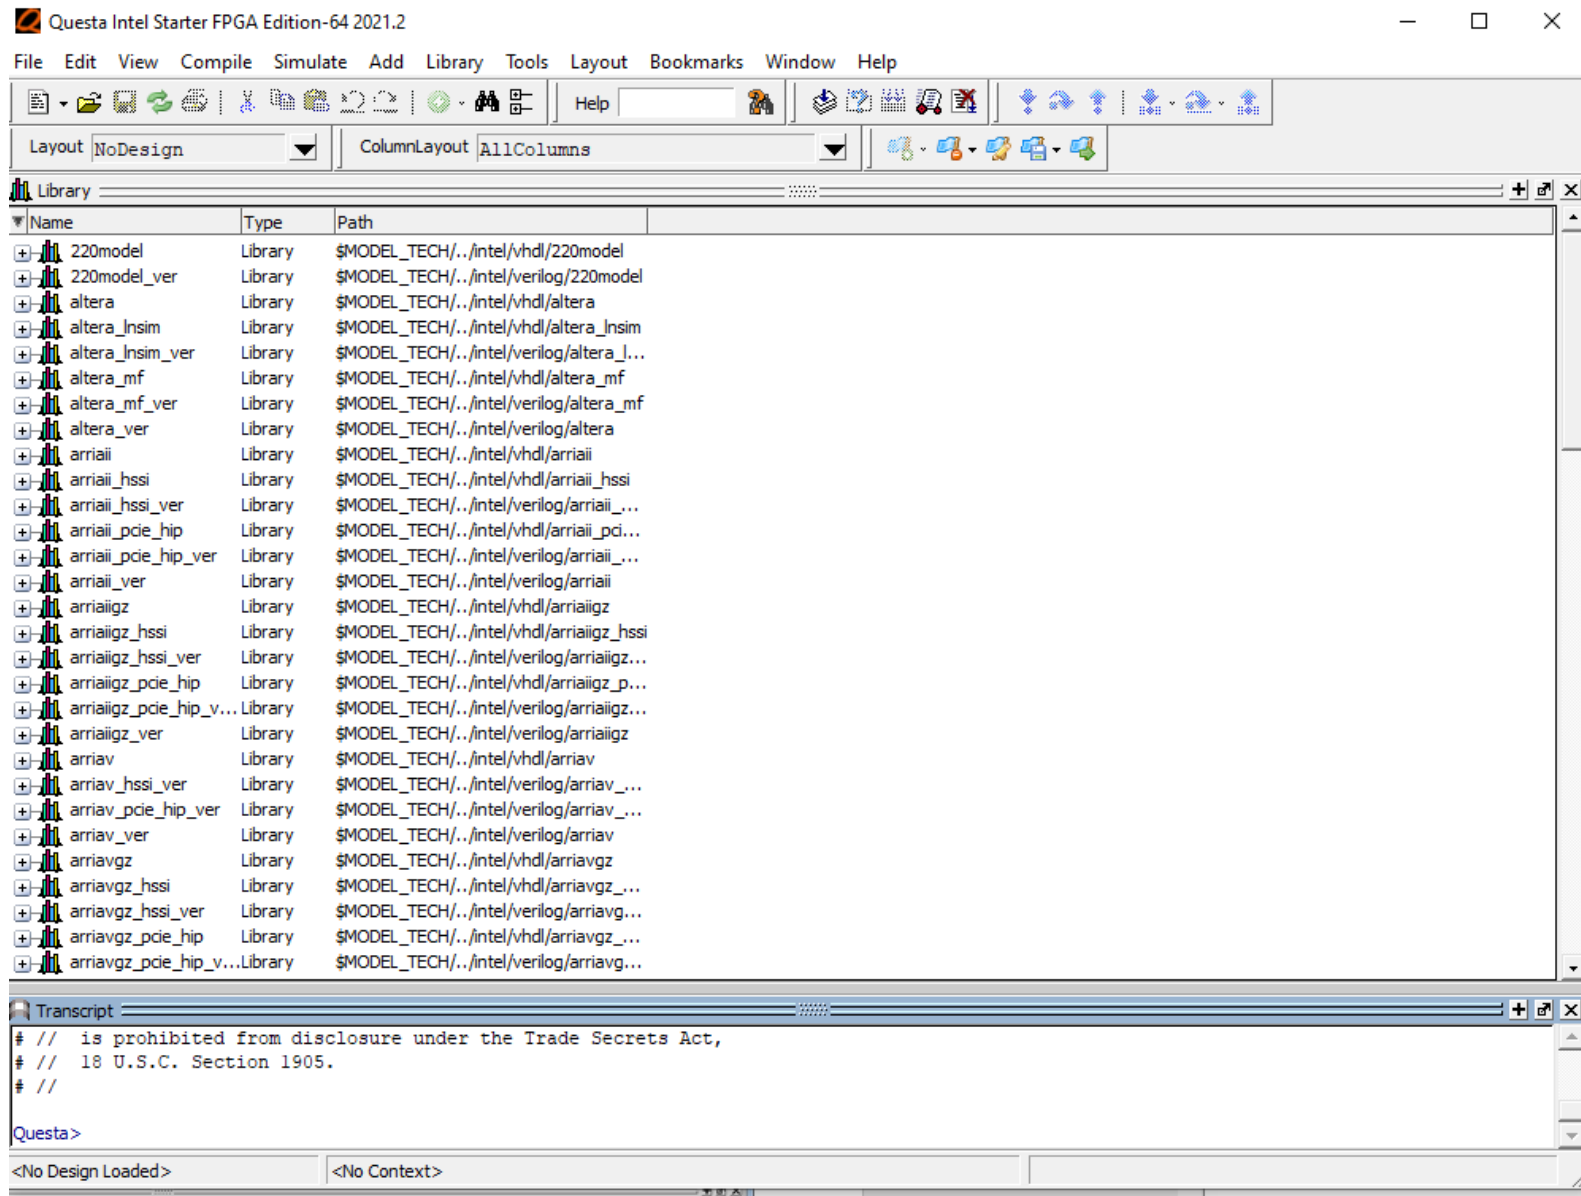 Questa Intel Starter FPGA Edition-64 2021.2
File Edit View Compile Simulate Add Library Tools Layout Bookmarks Window Help
Help
Layout NoDesign ColumnLayout AllColumns
Library
Name Type Path
220model Library $MODEL_TECH/../intel/vhdl/220model
220model_ver Library $MODEL_TECH/../intel/verilog/220model
altera Library $MODEL_TECH/../intel/vhdl/altera
altera_lnsim Library $MODEL_TECH/../intel/vhdl/altera_lnsim
altera_lnsim_ver Library $MODEL_TECH/../intel/verilog/altera_l...
altera_mf Library $MODEL_TECH/../intel/vhdl/altera_mf
altera_mf_ver Library $MODEL_TECH/../intel/verilog/altera_mf
altera_ver Library $MODEL_TECH/../intel/verilog/altera
arriaii Library $MODEL_TECH/../intel/vhdl/arriaii
arriaii_hssi Library $MODEL_TECH/../intel/vhdl/arriaii_hssi
arriaii_hssi_ver Library $MODEL_TECH/../intel/verilog/arriaii_...
arriaii_pcie_hip Library $MODEL_TECH/../intel/vhdl/arriaii_pci...
arriaii_pcie_hip_ver Library $MODEL_TECH/../intel/verilog/arriaii_...
arriaii_ver Library $MODEL_TECH/../intel/verilog/arriaii
arriaiigz Library $MODEL_TECH/../intel/vhdl/arriaiigz
arriaiigz_hssi Library $MODEL_TECH/../intel/vhdl/arriaiigz_hssi
arriaiigz_hssi_ver Library $MODEL_TECH/../intel/verilog/arriaiigz...
arriaiigz_pcie_hip Library $MODEL_TECH/../intel/vhdl/arriaiigz_p...
arriaiigz_pcie_hip_v... Library $MODEL_TECH/../intel/verilog/arriaiigz...
arriaiigz_ver Library $MODEL_TECH/../intel/verilog/arriaiigz
arriav Library $MODEL_TECH/../intel/vhdl/arriav
arriav_hssi_ver Library $MODEL_TECH/../intel/verilog/arriav_...
arriav_pcie_hip_ver Library $MODEL_TECH/../intel/verilog/arriav_...
arriav_ver Library $MODEL_TECH/../intel/verilog/arriav
arriavgz Library $MODEL_TECH/../intel/vhdl/arriavgz
arriavgz_hssi Library $MODEL_TECH/../intel/vhdl/arriavgz_...
arriavgz_hssi_ver Library $MODEL_TECH/../intel/verilog/arriavg...
arriavgz_pcie_hip Library $MODEL_TECH/../intel/vhdl/arriavgz_...
arriavgz_pcie_hip_v... Library $MODEL_TECH/../intel/verilog/arriavg...
Transcript
# // is prohibited from disclosure under the Trade Secrets Act,
# // 18 U.S.C. Section 1905.
# //
Questa>
<No Design Loaded> <No Context>